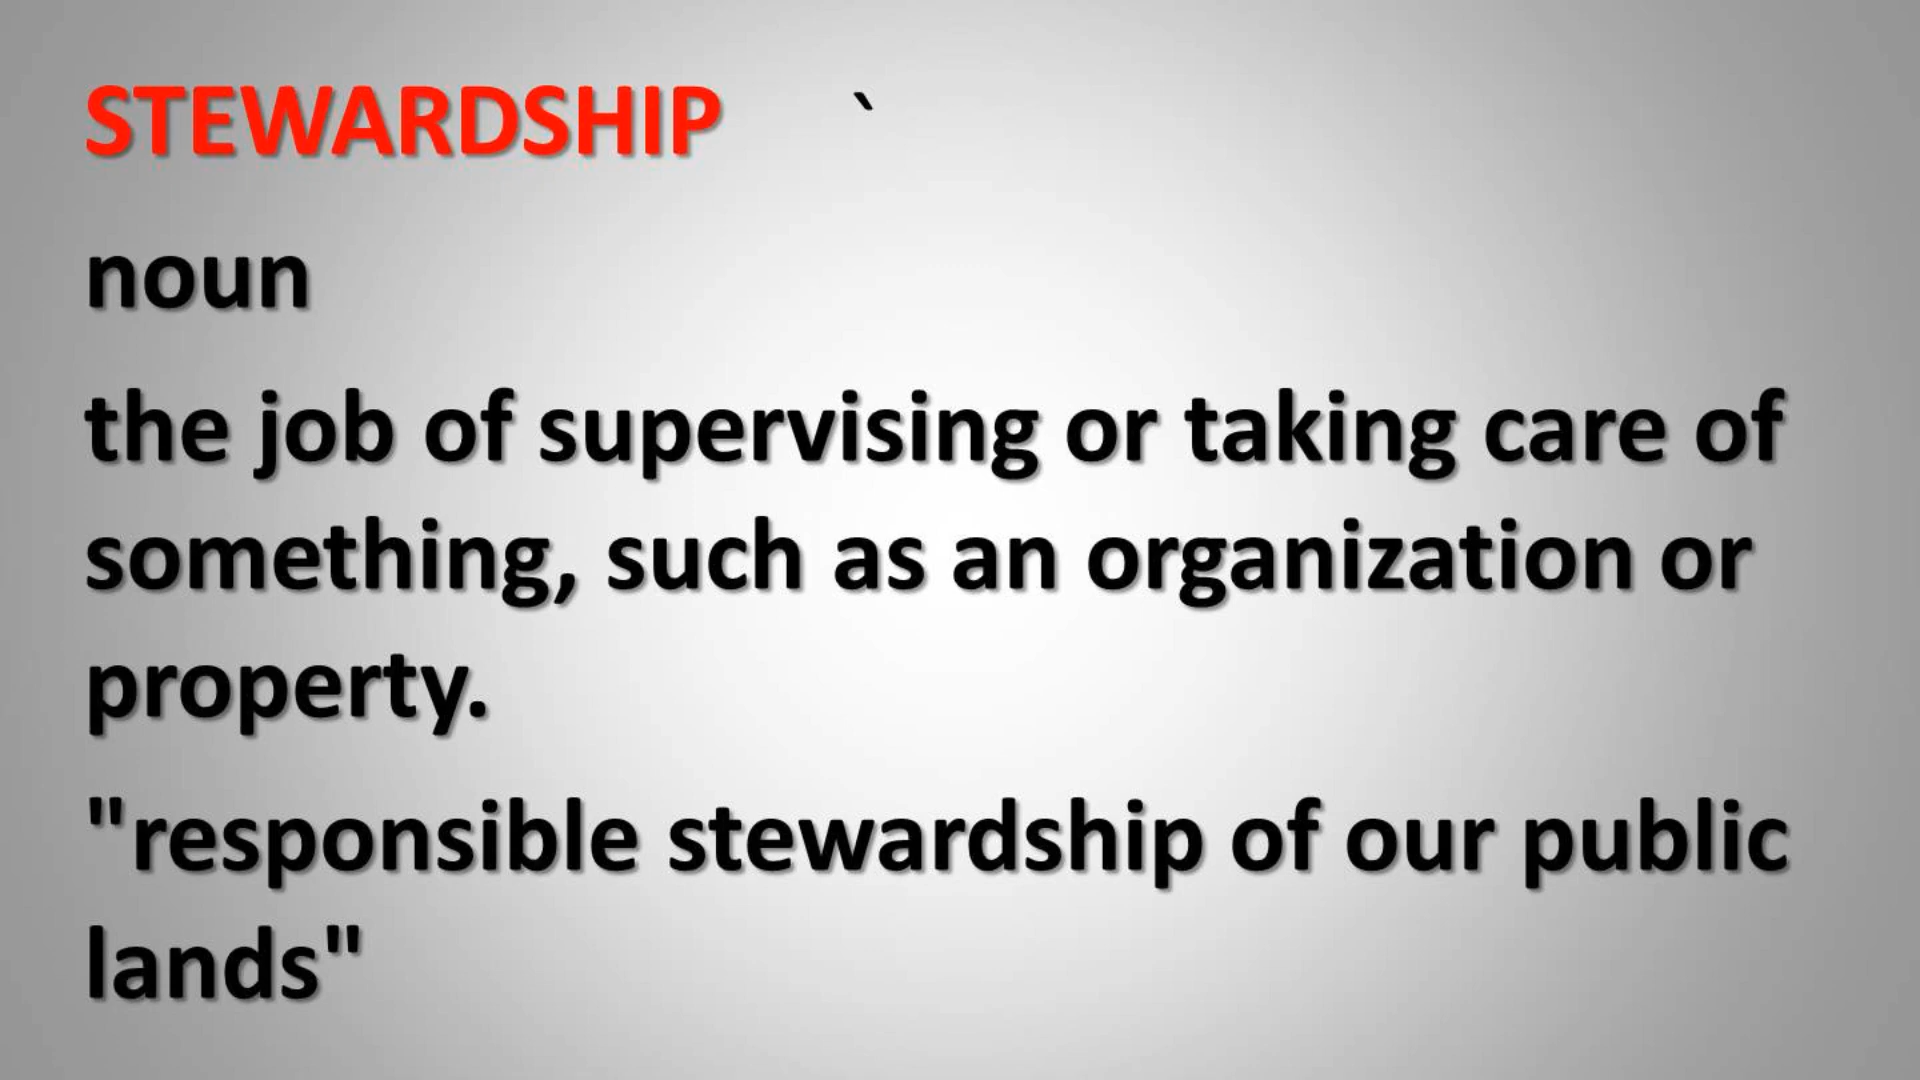 STEWARDSHIP `
noun
the job of supervising or taking care of
something, such as an organization or
property.
"responsible stewardship of our public
lands"